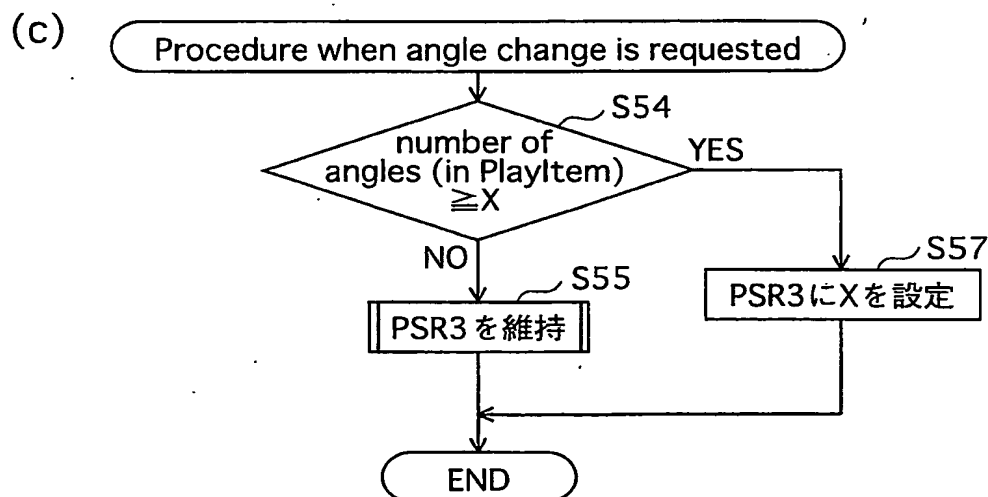 (c)
Procedure when angle change is requested
S54
number of
angles (in PlayItem)
≧X
YES
NO
S57
PSR3にXを設定
S55
PSR3を維持
END